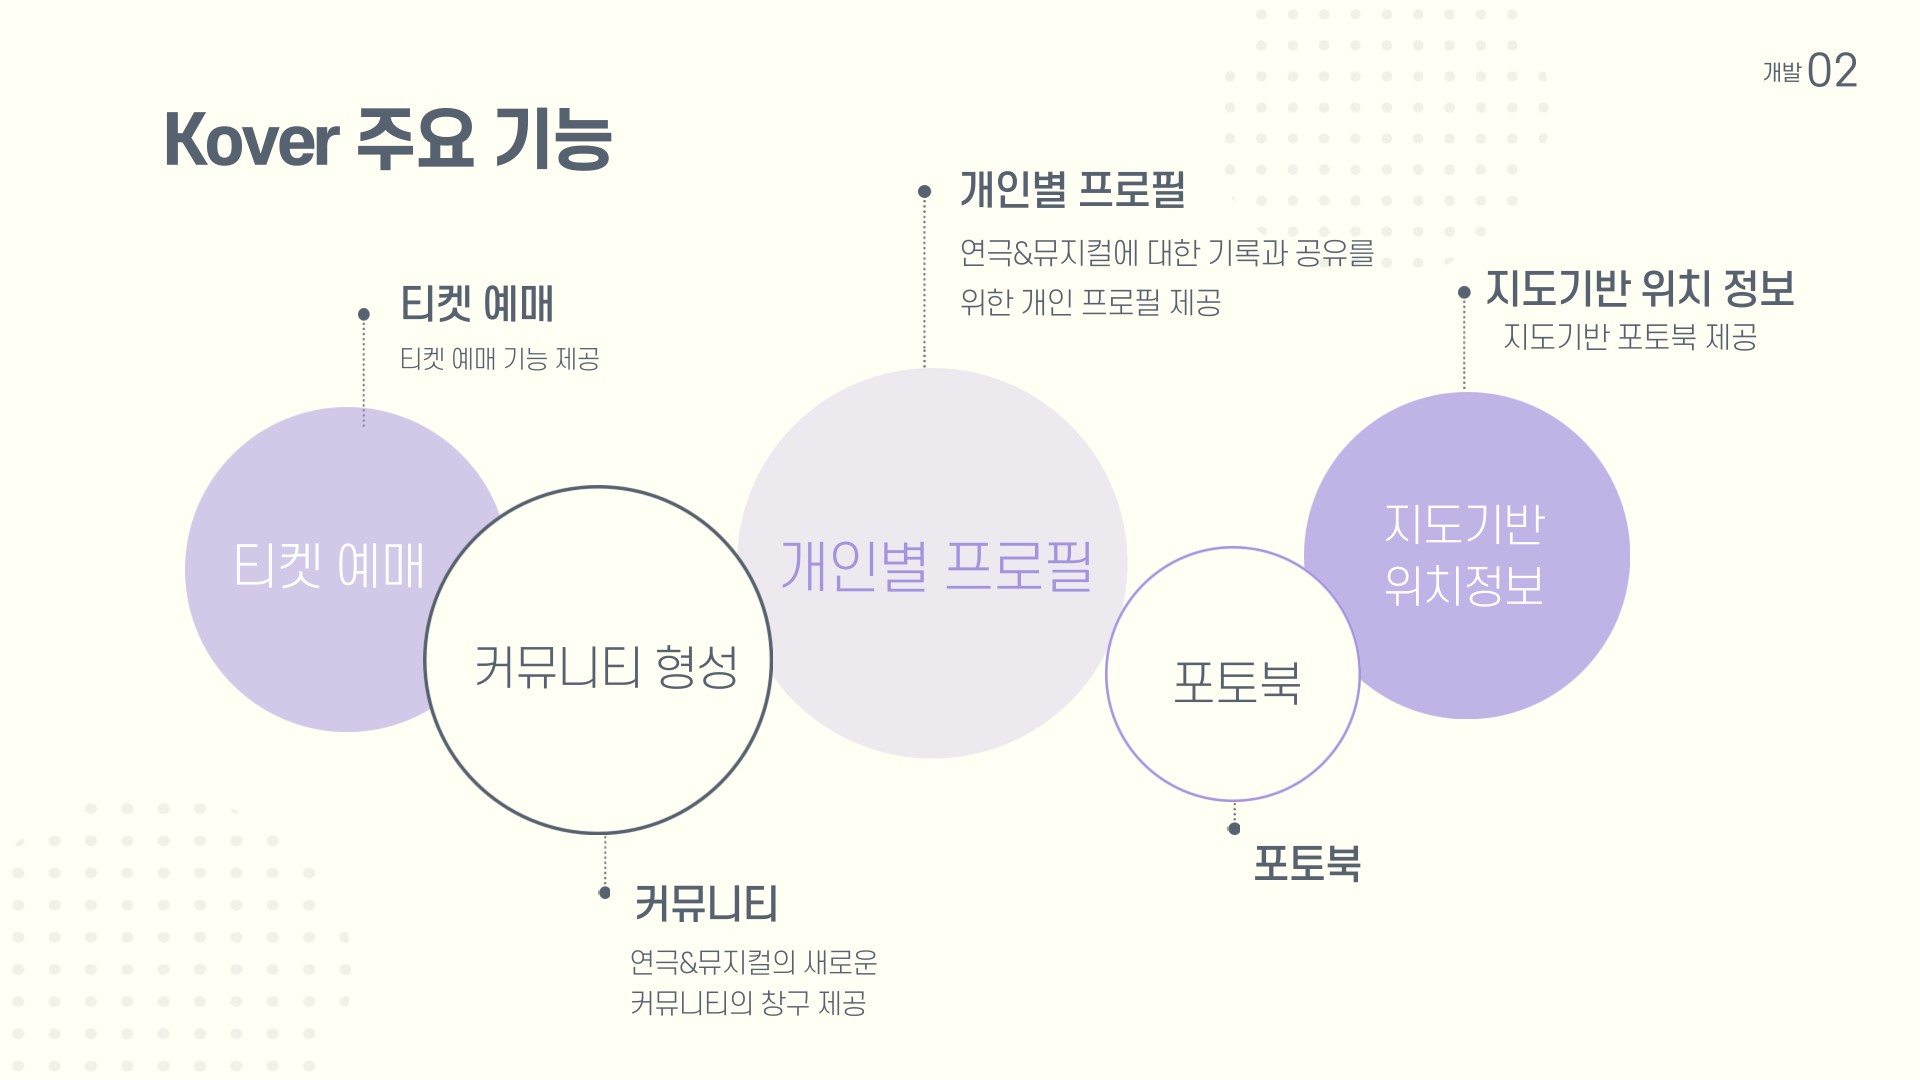 개발 02
Kover 주요 기능
티켓 예매
티켓 예매 기능 제공
개인별 프로필
연극&뮤지컬에 대한 기록과 공유를
위한 개인 프로필 제공
지도기반 위치 정보
지도기반 포토북 제공
티켓 예매
커뮤니티 형성
개인별 프로필
포토북
지도기반
위치정보
커뮤니티
연극&뮤지컬의 새로운
커뮤니티의 창구 제공
포토북